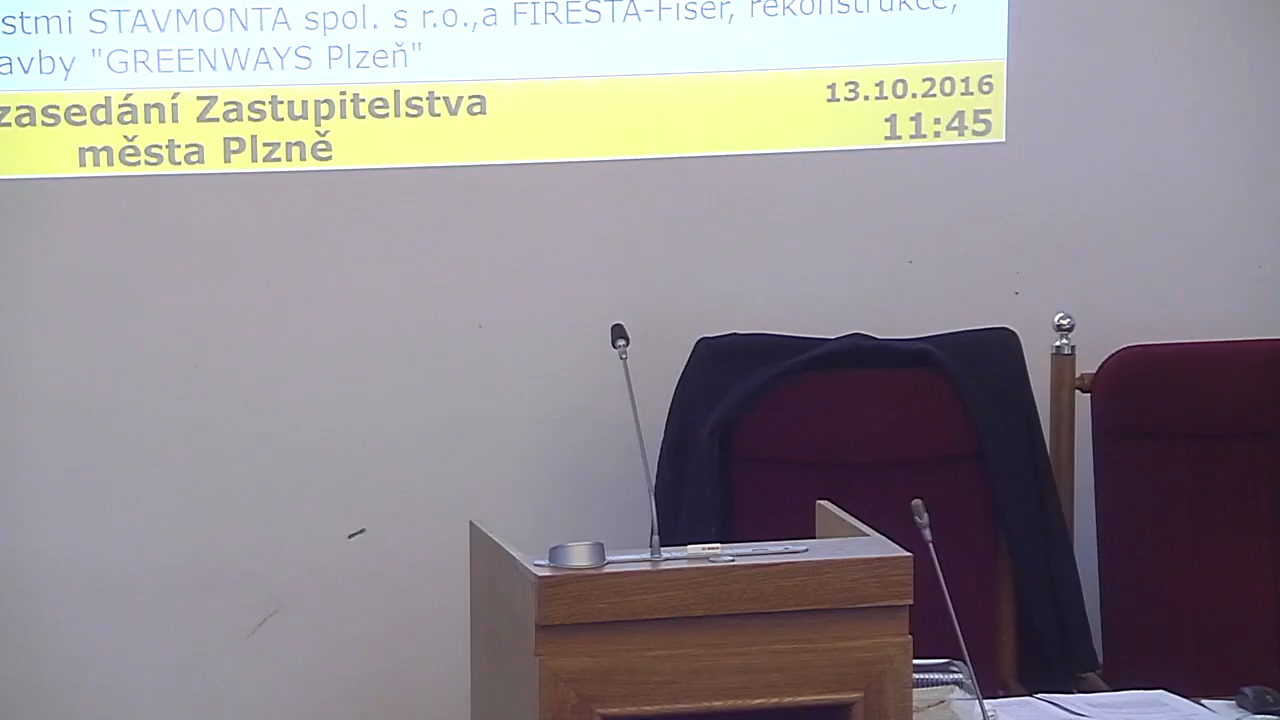 stmi STAVMONTA spol. s r.o.,a FIRESTA-Fišer, rekonstrukce,
avby "GREENWAYS Plzeň"
zasedání Zastupitelstva
města Plzně
13.10.2016
11:45